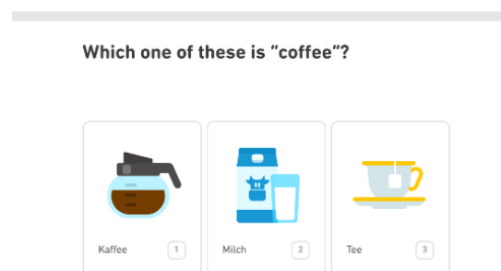 Which one of these is “coffee”?
Kaffee 1 Milch 2 Tee 3